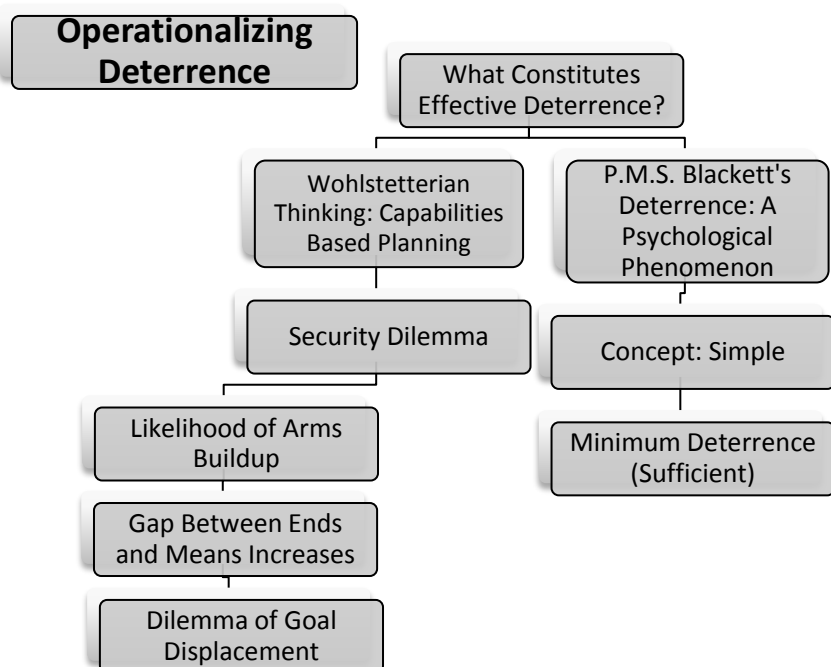 Operationalizing
Deterrence
What Constitutes
Effective Deterrence?
Wohlstetterian
Thinking: Capabilities
Based Planning
P.M.S. Blackett's
Deterrence: A
Psychological
Phenomenon
Security Dilemma
Concept: Simple
Likelihood of Arms
Buildup
Minimum Deterrence
(Sufficient)
Gap Between Ends
and Means Increases
Dilemma of Goal
Displacement